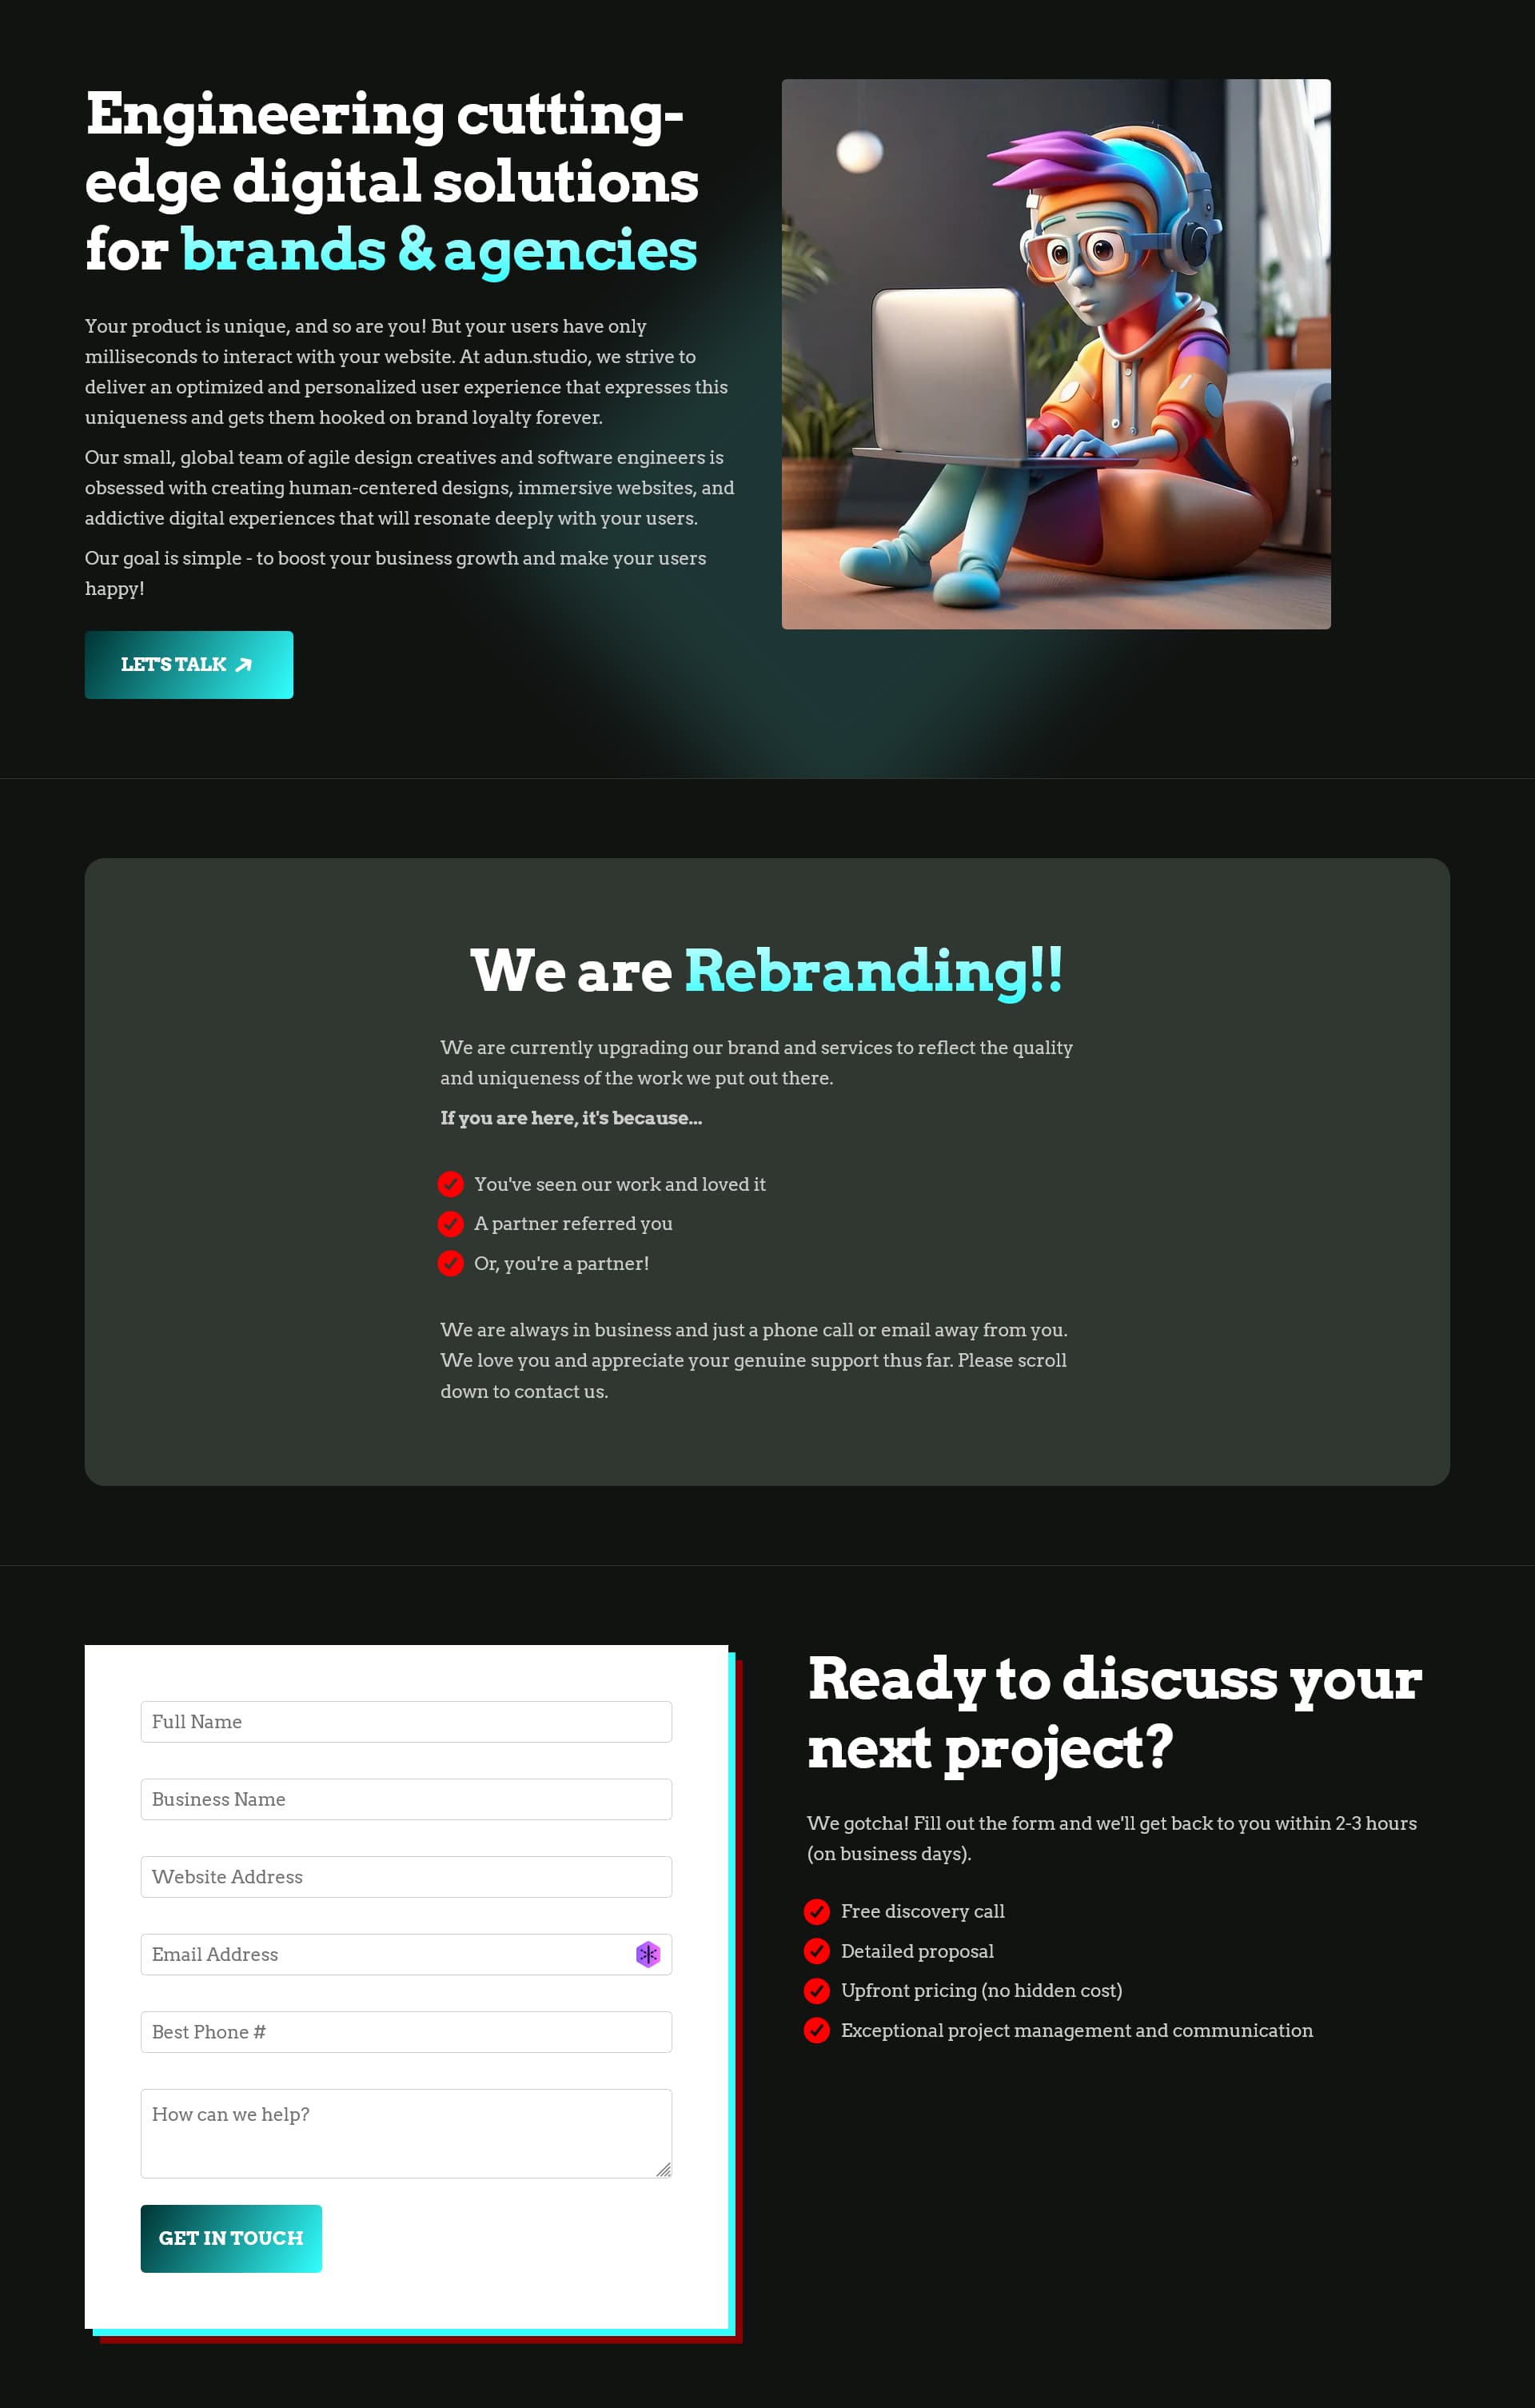 Engineering cutting-
edge digital solutions
for brands & agencies
Your product is unique, and so are you! But your users have only
milliseconds to interact with your website. At adun.studio, we strive to
deliver an optimized and personalized user experience that expresses this
uniqueness and gets them hooked on brand loyalty forever.
Our small, global team of agile design creatives and software engineers is
obsessed with creating human-centered designs, immersive websites, and
addictive digital experiences that will resonate deeply with your users.
Our goal is simple - to boost your business growth and make your users
happy!
LET'S TALK
We are Rebranding!!
We are currently upgrading our brand and services to reflect the quality
and uniqueness of the work we put out there.
If you are here, it's because...
You've seen our work and loved it
A partner referred you
Or, you're a partner!
We are always in business and just a phone call or email away from you.
We love you and appreciate your genuine support thus far. Please scroll
down to contact us.
Full Name
Business Name
Website Address
Email Address
Best Phone #
How can we help?
GET IN TOUCH
Ready to discuss your
next project?
We gotcha! Fill out the form and we'll get back to you within 2-3 hours
(on business days).
Free discovery call
Detailed proposal
Upfront pricing (no hidden cost)
Exceptional project management and communication